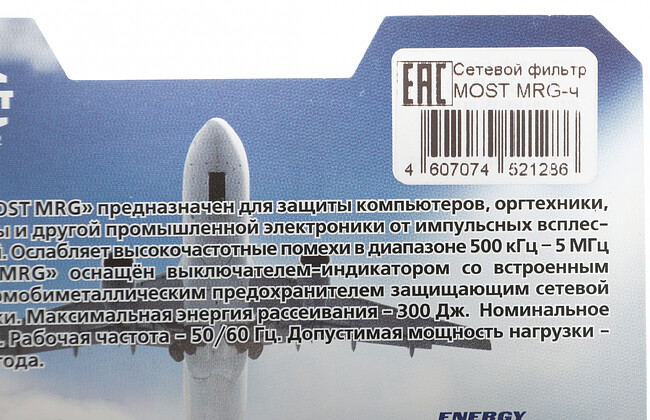 EAC Сетевой фильтр
MOST MRG-ч
4 607074 521286
OST MRG» предназначен для защиты компьютеров, оргтехники,
ы и другой промышленной электроники от импульсных всплес-
й. Ослабляет высокочастотные помехи в диапазоне 500 кГц – 5 МГц
MRG» оснащён выключателем-индикатором со встроенным
рмобиметаллическим предохранителем защищающим сетевой
ки. Максимальная энергия рассеивания – 300 Дж. Номинальное
. Рабочая частота – 50/60 Гц. Допустимая мощность нагрузки –
года.
ENERGY